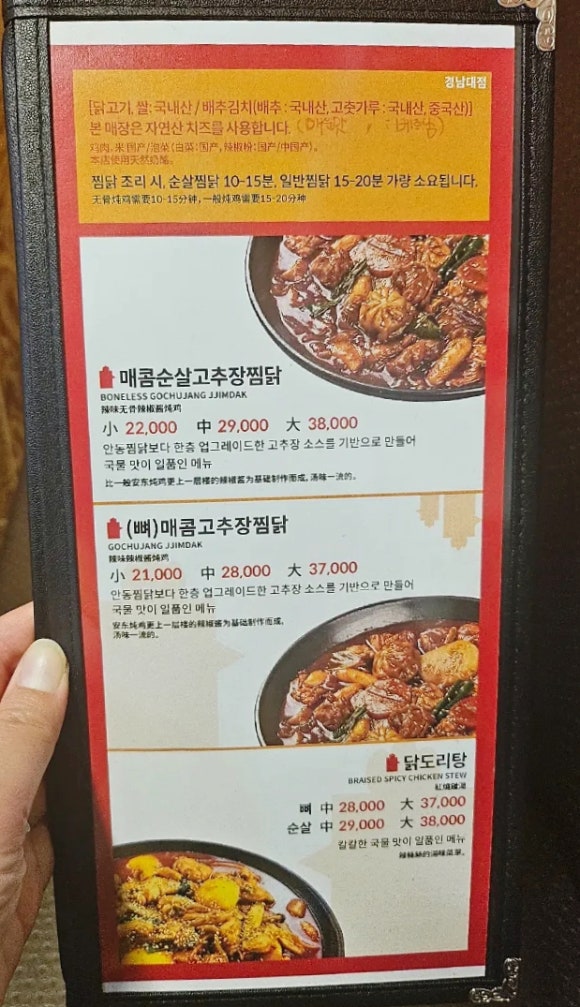 경남대점
[닭고기, 쌀: 국내산 / 배추김치(배추 : 국내산, 고춧가루 : 국내산, 중국산)]
본 매장은 자연산 치즈를 사용합니다.
鸡肉, 米 国产/泡菜(白菜:国产, 辣椒粉:国产/中国产)。
本店使用天然奶酪。
찜닭 조리 시, 순살찜닭 10-15분, 일반찜닭 15-20분 가량 소요됩니다.
无骨炖鸡需要10-15分钟, 一般炖鸡需要15-20分种
매콤순살고추장찜닭
BONELESS GOCHUJANG JJIMDAK
辣味无骨辣椒酱炖鸡
小 22,000 中 29,000 大 38,000
안동찜닭보다 한층 업그레이드한 고추장 소스를 기반으로 만들어
국물 맛이 일품인 메뉴
比一般安东炖鸡更上一层楼的辣椒酱为基础制作而成, 汤味一流的。
(뼈)매콤고추장찜닭
GOCHUJANG JJIMDAK
辣味辣椒酱炖鸡
小 21,000 中 28,000 大 37,000
안동찜닭보다 한층 업그레이드한 고추장 소스를 기반으로 만들어
국물 맛이 일품인 메뉴
安东炖鸡更上一层楼的辣椒酱为基础制作而成,
汤味一流的。
닭도리탕
BRAISED SPICY CHICKEN STEW
紅燒雞湯
뼈 中 28,000 大 37,000
순살 中 29,000 大 38,000
칼칼한 국물 맛이 일품인 메뉴